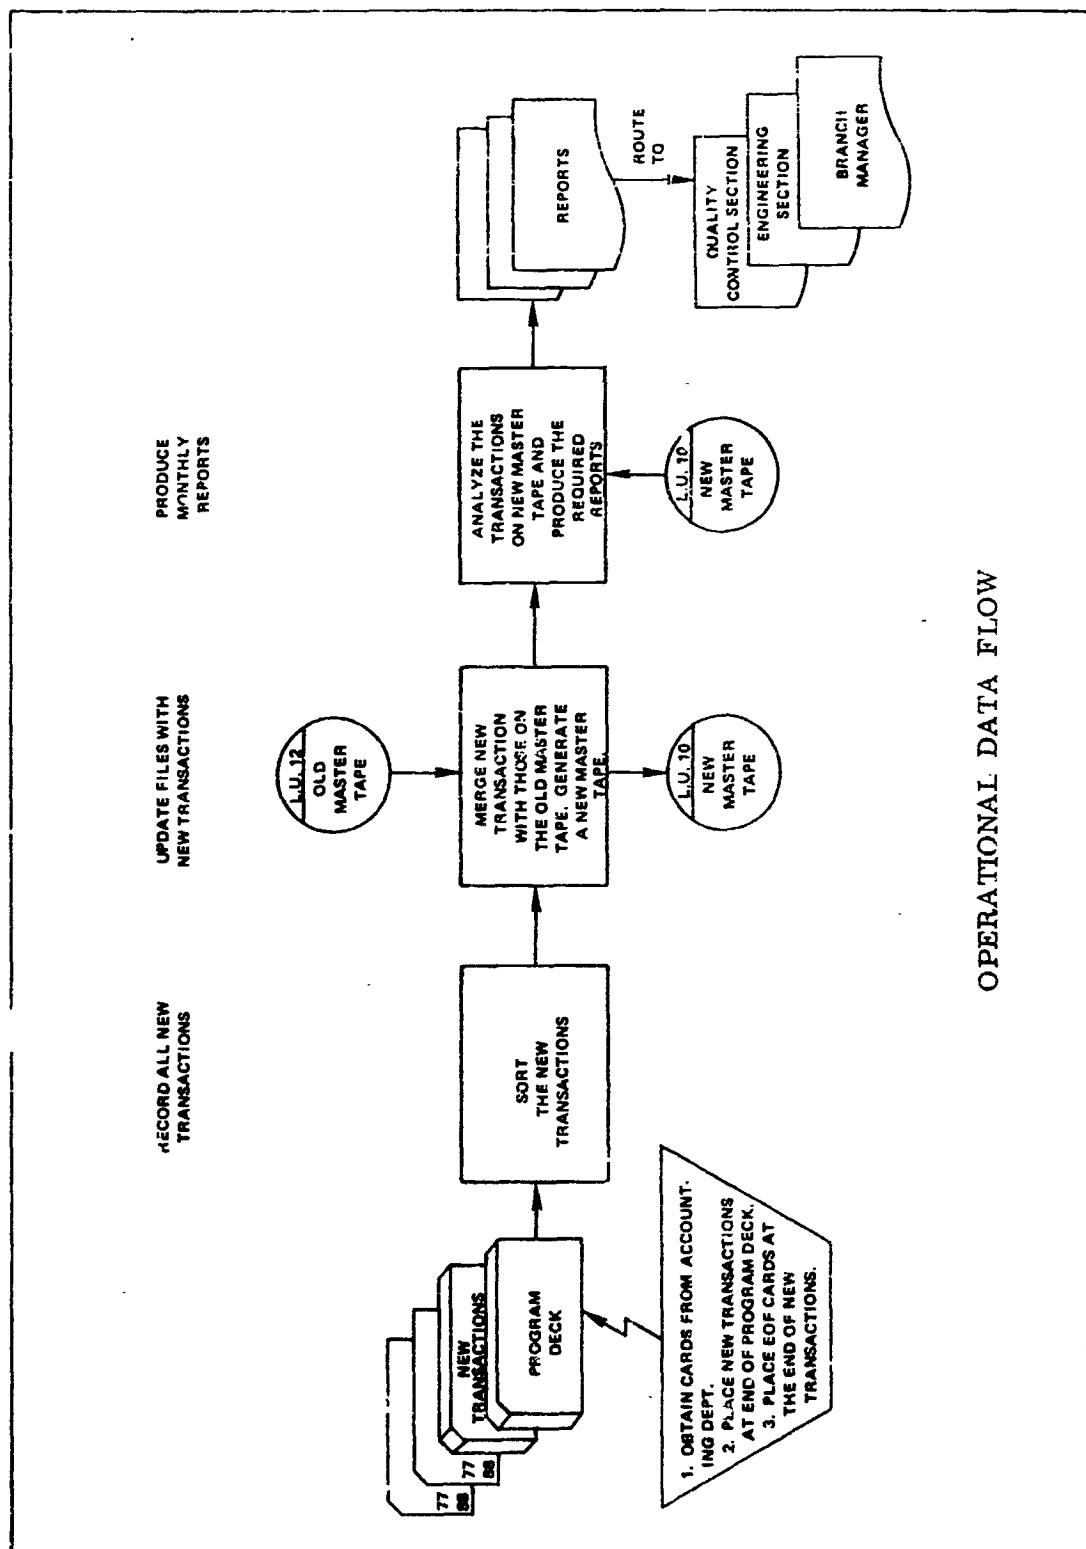 RECORD ALL NEW
TRANSACTIONS
UPDATE FILES WITH
NEW TRANSACTIONS
PRODUCE
MONTHLY
REPORTS
77
88
77
88
NEW
TRANSACTIONS
PROGRAM
DECK
1. OBTAIN CARDS FROM ACCOUNT-
ING DEPT.
2. PLACE NEW TRANSACTIONS
AT END OF PROGRAM DECK.
3. PLACE EOF CARDS AT
THE END OF NEW
TRANSACTIONS.
SORT
THE NEW
TRANSACTIONS
L.U. 12
OLD
MASTER
TAPE
MERGE NEW
TRANSACTION
WITH THOSE ON
THE OLD MASTER
TAPE. GENERATE
A NEW MASTER
TAPE.
L.U. 10
NEW
MASTER
TAPE
ANALYZE THE
TRANSACTIONS
ON NEW MASTER
TAPE AND
PRODUCE THE
REQUIRED
REPORTS
L.U. 10
NEW
MASTER
TAPE
REPORTS
ROUTE
TO
QUALITY
CONTROL SECTION
ENGINEERING
SECTION
BRANCH
MANAGER
OPERATIONAL DATA FLOW